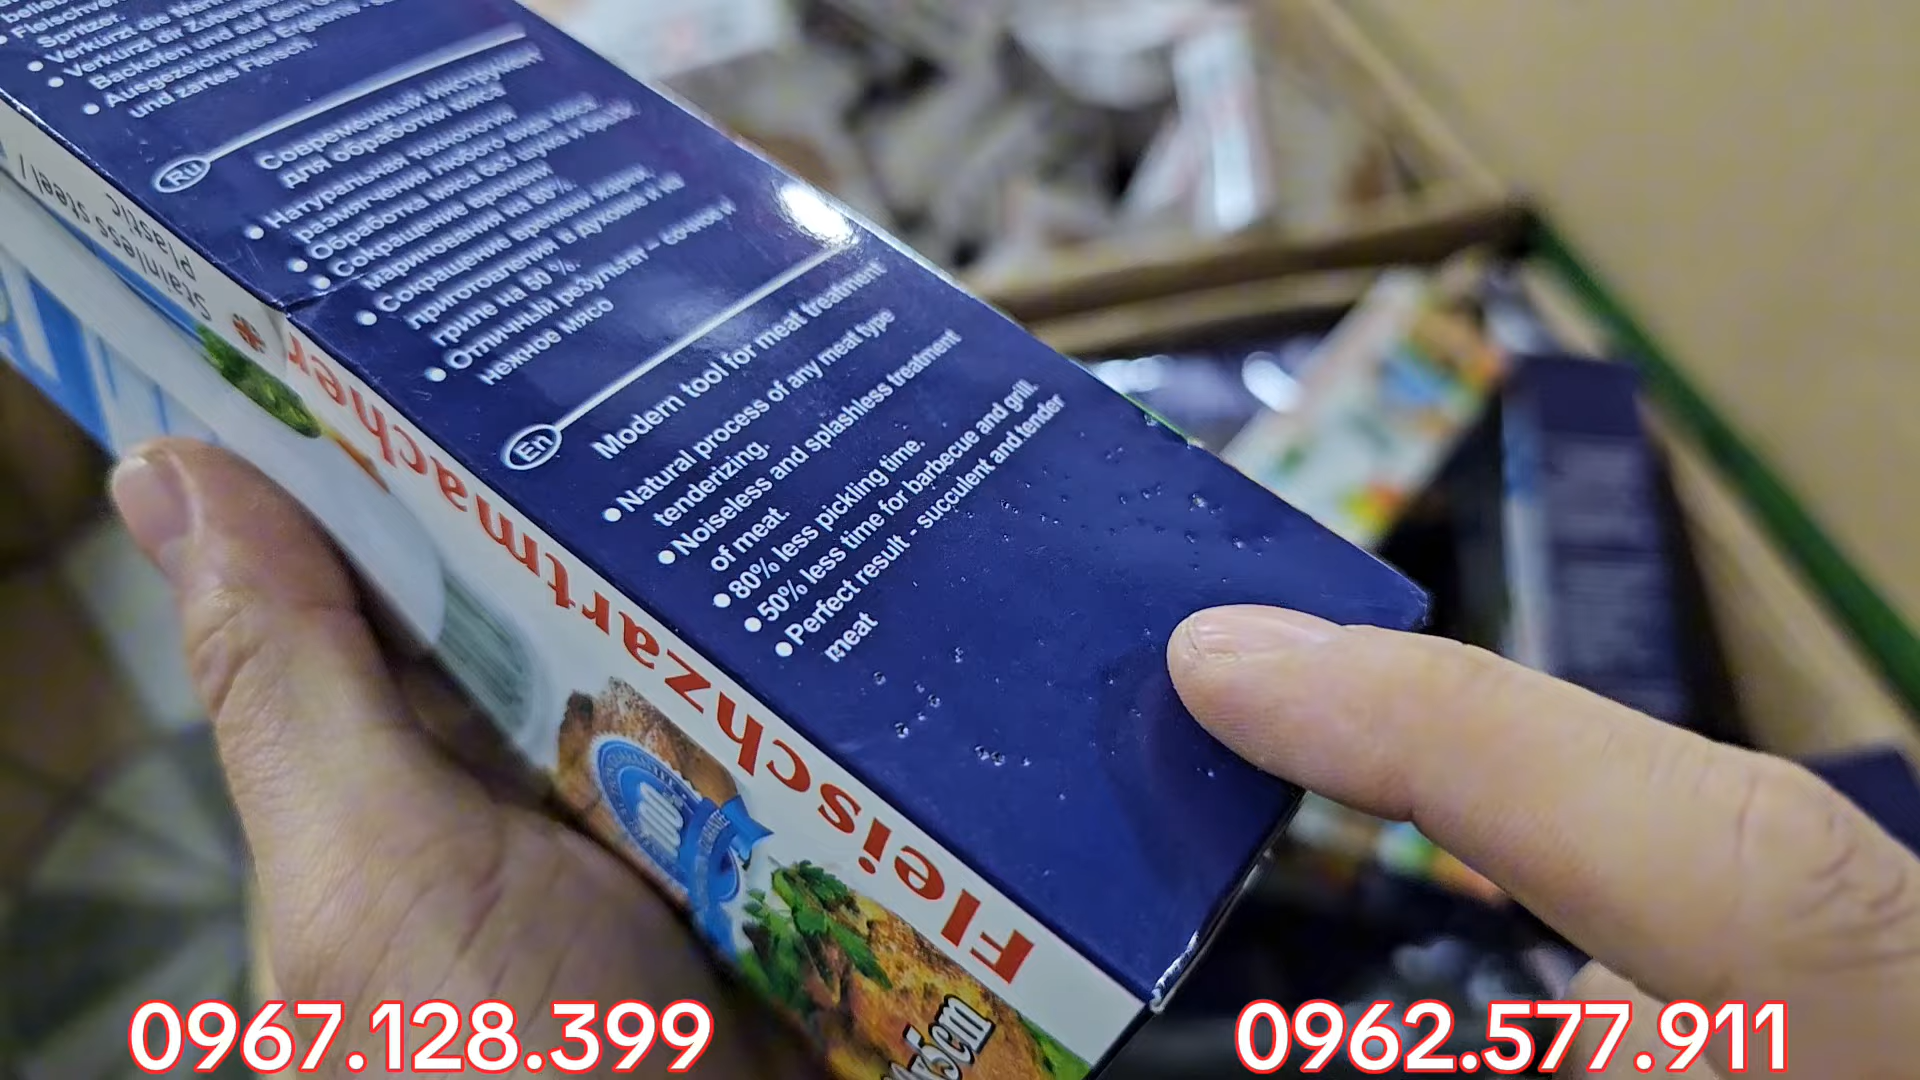 Spritzer.
Verkürzt die
Verkürzt dir
Backofen und auf dem
Ausgezeichnetes
und zartes Fleisch.
Ru
Современный инструмент
для обработки мяса
Натуральная технология
размягчения любого вида мяса.
Обработка мяса без шума и брызг
Сокращение времени
маринования на 80%.
Сокращение времени
приготовления в духовке и на
гриле на 50 %.
Отличный результат – сочное и
нежное мясо
En
Modern tool for meat treatment
Natural process of any meat type
tenderizing.
Noiseless and splashless treatment
of meat.
80% less pickling time.
50% less time for barbecue and grill.
Perfect result - succulent and tender
meat
Stainless steel /
Plastic
Fleischzartmacher
100%
x5cm
0967.128.399
0962.577.911